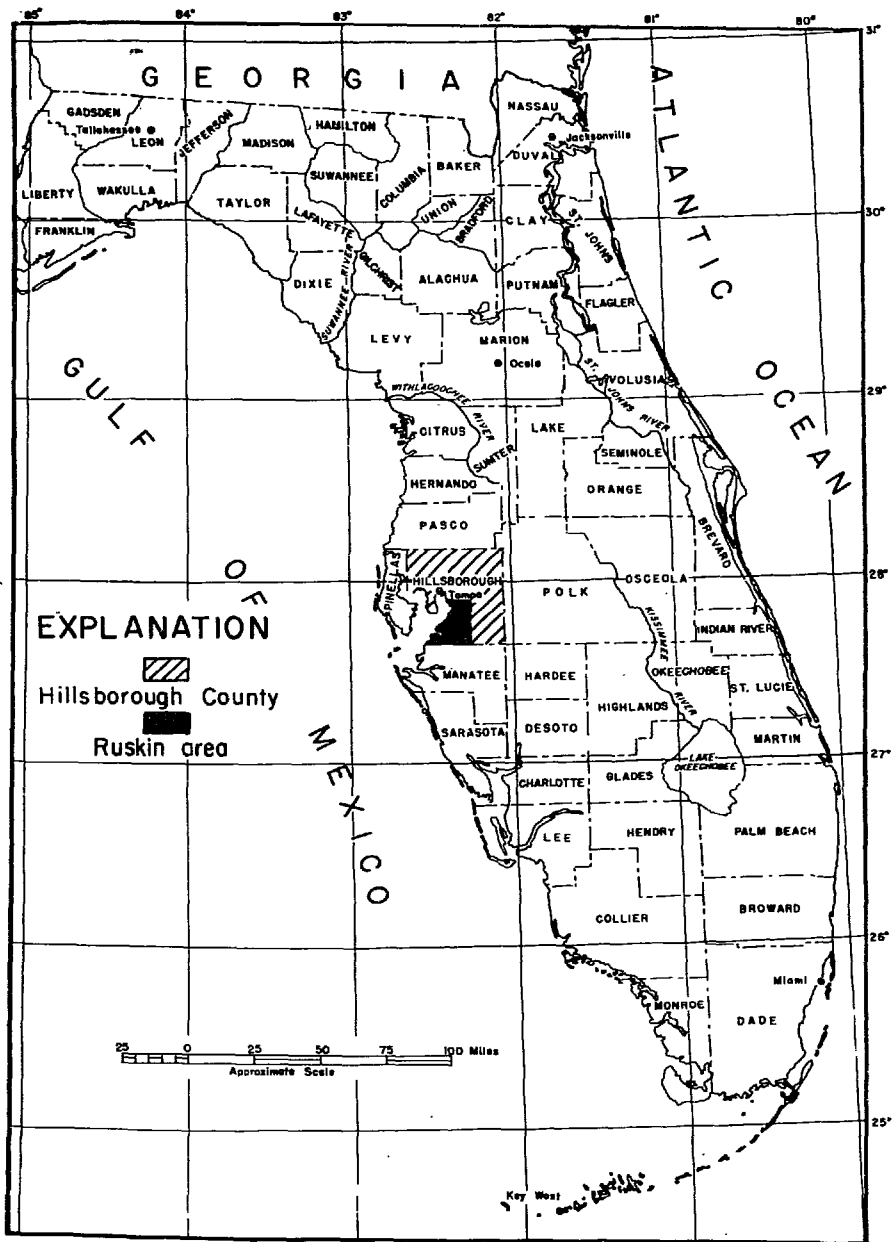 85° 84° 83° 82° 81° 80°
31°
GEORGIA
ATLANTIC OCEAN
NASSAU
GADSDEN
Tallahassee
LEON
JEFFERSON
MADISON
HAMILTON
Jacksonville
DUVAL
BAKER
COLUMBIA
SUWANNEE
LIBERTY
WAKULLA
TAYLOR
LAFAYETTE
UNION
BRADFORD
CLAY
ST. JOHNS
30°
FRANKLIN
DIXIE
SUWANNEE RIVER
GILCHRIST
ALACHUA
PUTNAM
FLAGLER
LEVY
MARION
Ocala
ST. JOHNS RIVER
VOLUSIA
29°
WITHLACOOCHEE RIVER
CITRUS
SUMTER
LAKE
SEMINOLE
HERNANDO
ORANGE
PASCO
BREVARD
28°
PINELLAS
HILLSBOROUGH
Tampa
POLK
OSCEOLA
KISSIMMEE RIVER
INDIAN RIVER
GULF OF MEXICO
EXPLANATION
Hillsborough County
Ruskin area
MANATEE
HARDEE
OKEECHOBEE
HIGHLANDS
ST. LUCIE
SARASOTA
DESOTO
MARTIN
27°
LAKE OKEECHOBEE
CHARLOTTE
GLADES
LEE
HENDRY
PALM BEACH
26°
COLLIER
BROWARD
Miami
MONROE
DADE
25 0 25 50 75 100 Miles
Approximate Scale
25°
Key West